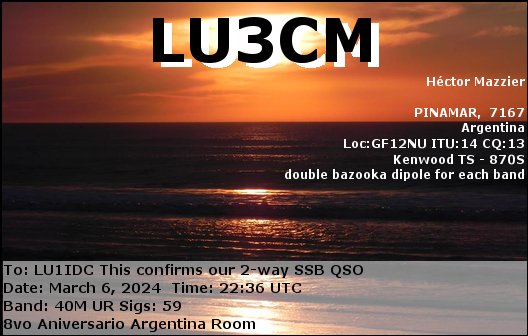 LU3CM
Héctor Mazzier
PINAMAR, 7167
Argentina
Loc:GF12NU ITU:14 CQ:13
Kenwood TS - 870S
double bazooka dipole for each band
To: LU1IDC This confirms our 2-way SSB QSO
Date: March 6, 2024 Time: 22:36 UTC
Band: 40M UR Sigs: 59
8vo Aniversario Argentina Room